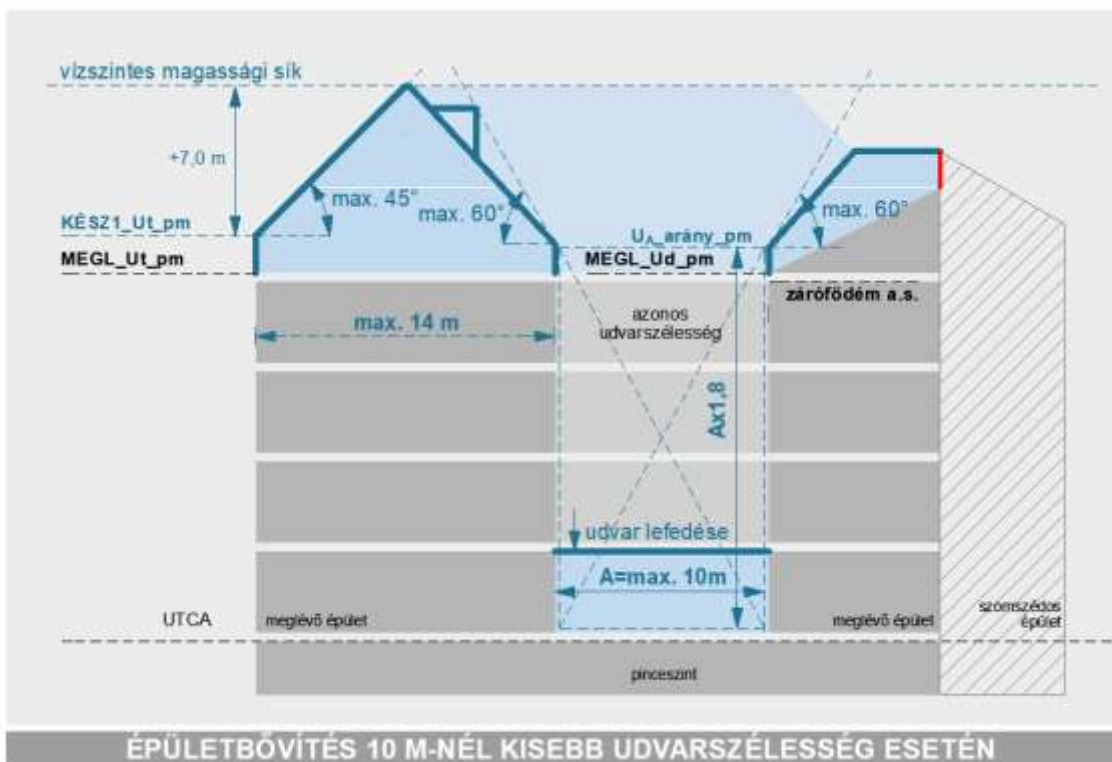 vízszintes magassági sík
+7,0 m
max. 45°
max. 60°
max. 60°
KÉSZ1_Ut_pm
MEGL_Ut_pm
UA_arány_pm
MEGL_Ud_pm
zárófödém a.s.
max. 14 m
azonos
udvarszélesség
Ax1,8
udvar lefedése
A=max. 10m
UTCA
meglévő épület
meglévő épület
szomszédos
épület
pinceszint
ÉPÜLETBŐVÍTÉS 10 M-NÉL KISEBB UDVARSZÉLESSÉG ESETÉN